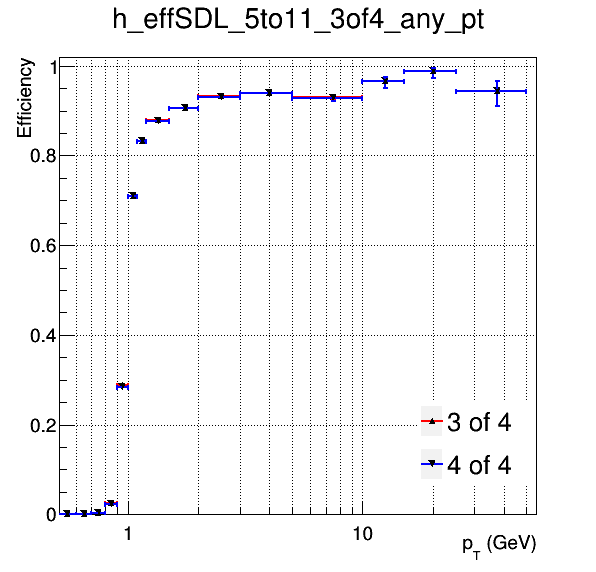 h_effSDL_5to11_3of4_any_pt
Efficiency
1
0.8
0.6
0.4
0.2
0
3 of 4
4 of 4
1
10
p_T (GeV)